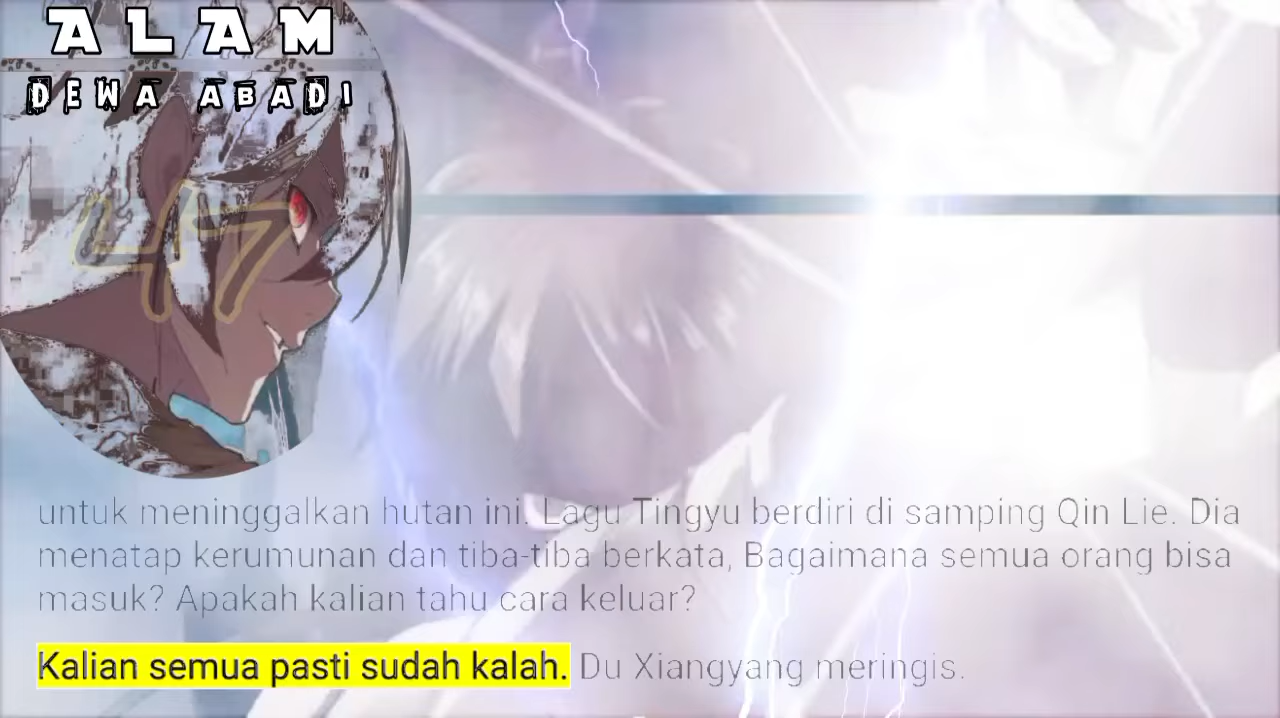 ALAM
DEWA ABADI
47
untuk meninggalkan hutan ini. Lagu Tingyu berdiri di samping Qin Lie. Dia
menatap kerumunan dan tiba-tiba berkata, Bagaimana semua orang bisa
masuk? Apakah kalian tahu cara keluar?
Kalian semua pasti sudah kalah. Du Xiangyang meringis.